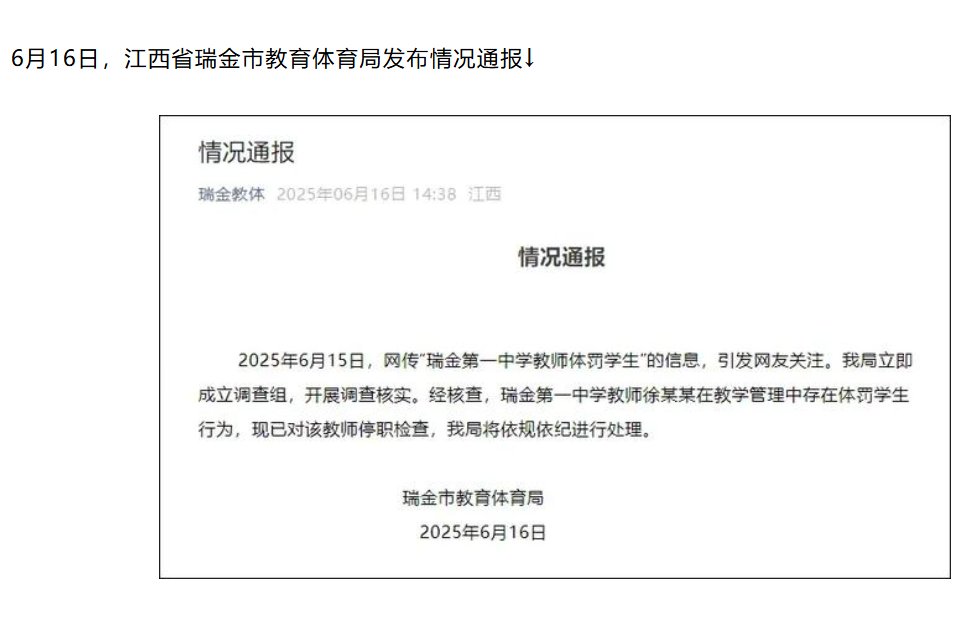 6月16日，江西省瑞金市教育体育局发布情况通报↓
情况通报
瑞金教体 2025年06月16日 14:38 江西
情况通报
2025年6月15日，网传“瑞金第一中学教师体罚学生”的信息，引发网友关注。我局立即
成立调查组，开展调查核实。经核查，瑞金第一中学教师徐某某在教学管理中存在体罚学生
行为，现已对该教师停职检查，我局将依规依纪进行处理。
瑞金市教育体育局
2025年6月16日